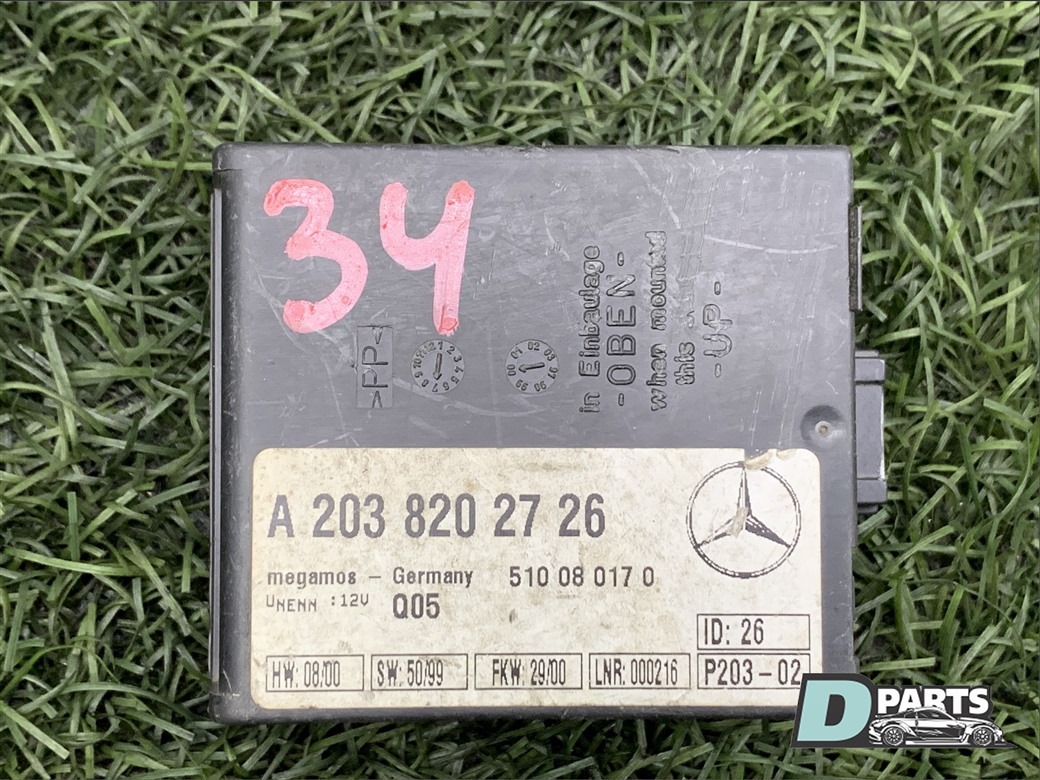 34
>PP<
in Einbaulage
- OBEN -
when mounted
this
- UP -
A 203 820 27 26
megamos - Germany 510 08 017 0
UNENN :12V Q05
ID: 26
HW: 08/00 SW: 50/99 FKW: 29/00 LNR: 000216 P203-02
D PARTS